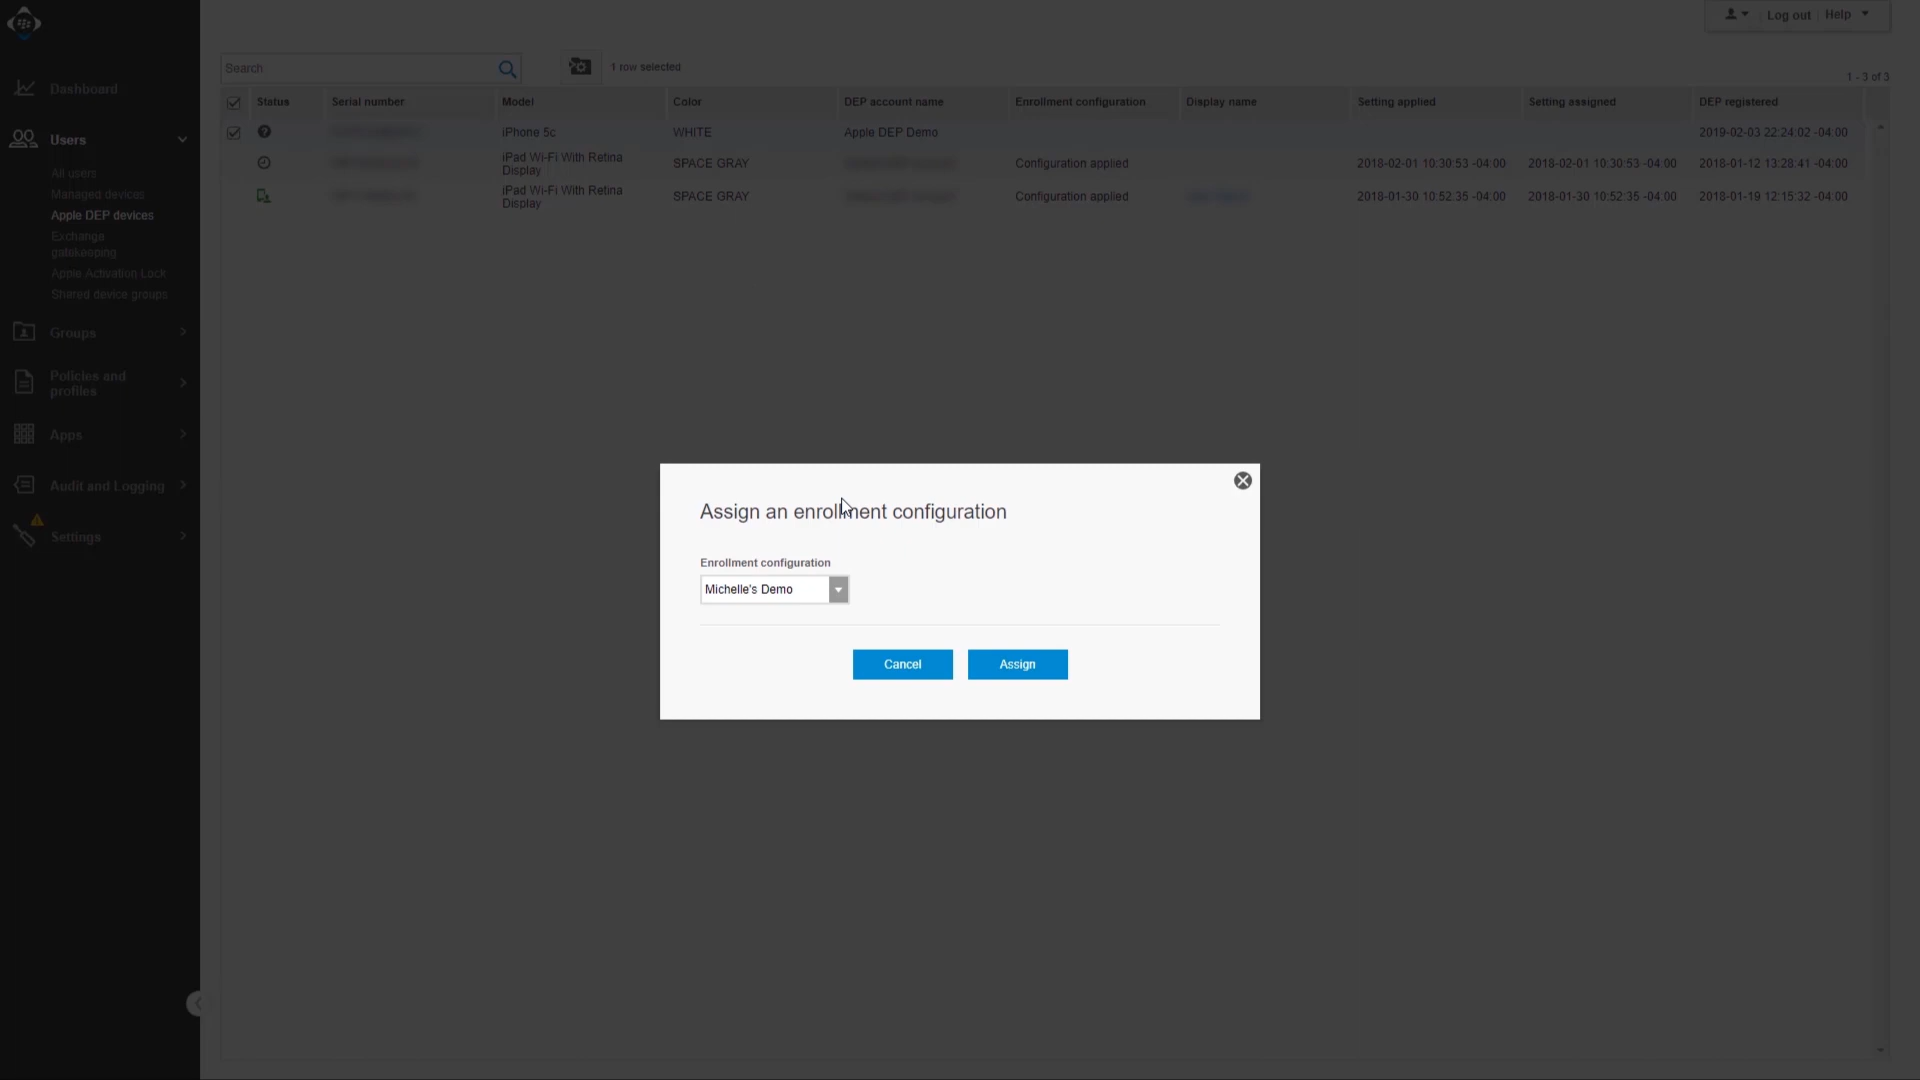 Log out
Help
Search
1 row selected
1 - 3 of 3
Status
Serial number
Model
Color
DEP account name
Enrollment configuration
Display name
Setting applied
Setting assigned
DEP registered
iPhone 5c
WHITE
Apple DEP Demo
2019-02-03 22:24:02 -04:00
iPad Wi-Fi With Retina
Display
SPACE GRAY
Configuration applied
2018-02-01 10:30:53 -04:00
2018-02-01 10:30:53 -04:00
2018-01-12 13:28:41 -04:00
iPad Wi-Fi With Retina
Display
SPACE GRAY
Configuration applied
2018-01-30 10:52:35 -04:00
2018-01-30 10:52:35 -04:00
2018-01-19 12:15:32 -04:00
Dashboard
Users
All users
Managed devices
Apple DEP devices
Exchange
gatekeeping
Apple Activation Lock
Shared device groups
Groups
Policies and
profiles
Apps
Audit and Logging
Settings
Assign an enrollment configuration
Enrollment configuration
Michelle's Demo
Cancel
Assign